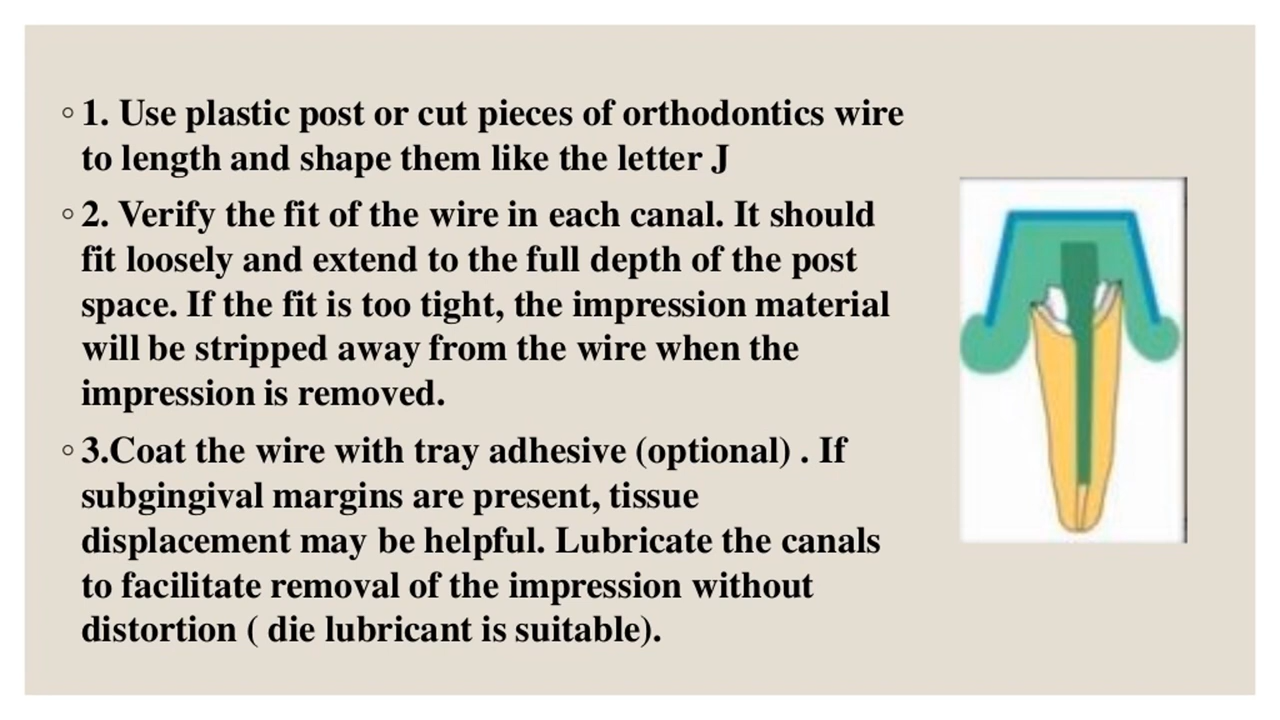 ◦ 1. Use plastic post or cut pieces of orthodontics wire
to length and shape them like the letter J
◦ 2. Verify the fit of the wire in each canal. It should
fit loosely and extend to the full depth of the post
space. If the fit is too tight, the impression material
will be stripped away from the wire when the
impression is removed.
◦ 3.Coat the wire with tray adhesive (optional) . If
subgingival margins are present, tissue
displacement may be helpful. Lubricate the canals
to facilitate removal of the impression without
distortion ( die lubricant is suitable).